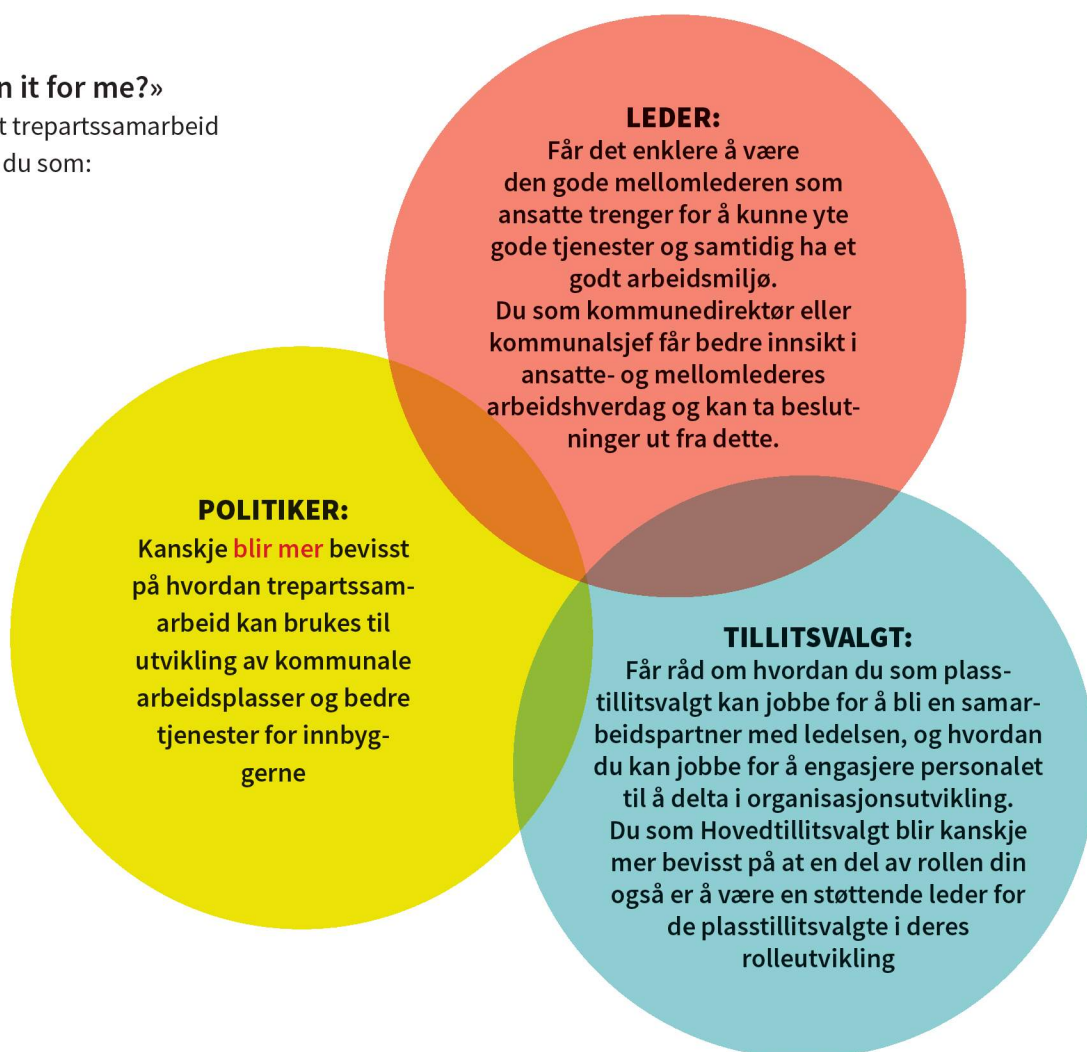 n it for me?»
t trepartssamarbeid
du som:
LEDER:
Får det enklere å være
den gode mellomlederen som
ansatte trenger for å kunne yte
gode tjenester og samtidig ha et
godt arbeidsmiljø.
Du som kommunedirektør eller
kommunalsjef får bedre innsikt i
ansatte- og mellomlederes
arbeidshverdag og kan ta beslut-
ninger ut fra dette.
POLITIKER:
Kanskje blir mer bevisst
på hvordan trepartssam-
arbeid kan brukes til
utvikling av kommunale
arbeidsplasser og bedre
tjenester for innbyg-
gerne
TILLITSVALGT:
Får råd om hvordan du som plass-
tillitsvalgt kan jobbe for å bli en samar-
beidspartner med ledelsen, og hvordan
du kan jobbe for å engasjere personalet
til å delta i organisasjonsutvikling.
Du som Hovedtillitsvalgt blir kanskje
mer bevisst på at en del av rollen din
også er å være en støttende leder for
de plasstillitsvalgte i deres
rolleutvikling